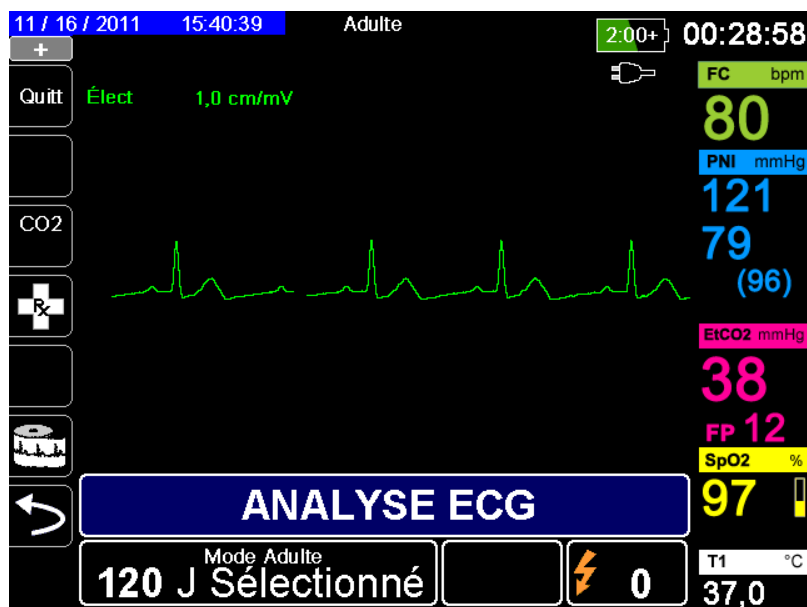 11 / 16 / 2011 15:40:39 Adulte 2:00+ 00:28:58
+
Quitt Élect 1,0 cm/mV
FC bpm
80
PNI mmHg
121
79
(96)
CO2
Rx
EtCO2 mmHg
38
FP 12
SpO2 %
97
ANALYSE ECG
Mode Adulte
120 J Sélectionné 0
T1 °C
37,0